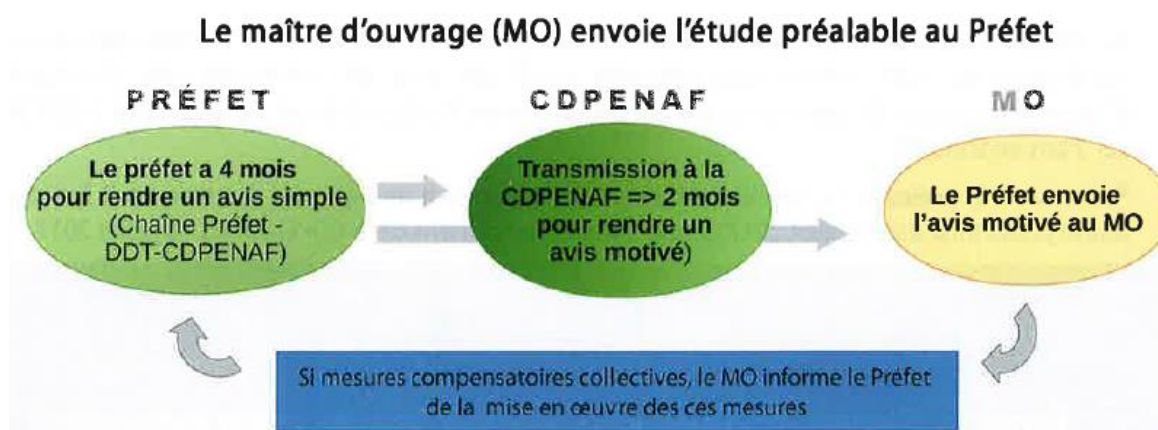 Le maître d'ouvrage (MO) envoie l'étude préalable au Préfet
PRÉFET
CDPENAF
MO
Le préfet a 4 mois
pour rendre un avis simple
(Chaîne Préfet -
DDT-CDPENAF)
Transmission à la
CDPENAF => 2 mois
pour rendre un
avis motivé)
Le Préfet envoie
l'avis motivé au MO
Si mesures compensatoires collectives, le MO informe le Préfet
de la mise en œuvre des ces mesures